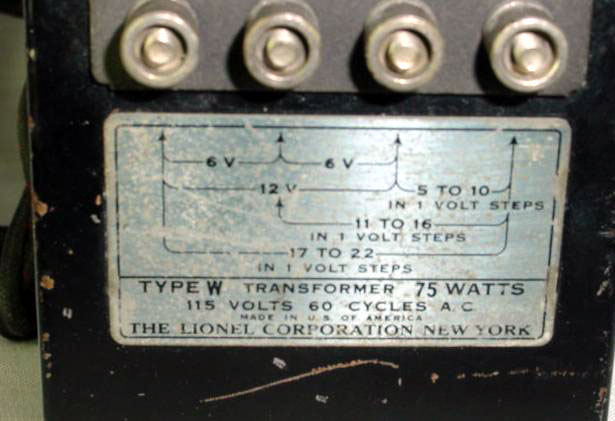 6 V 6 V
12 V 5 TO 10
IN 1 VOLT STEPS
11 TO 16
IN 1 VOLT STEPS
17 TO 22
IN 1 VOLT STEPS
TYPE W TRANSFORMER 75 WATTS
115 VOLTS 60 CYCLES A.C.
MADE IN U.S. OF AMERICA
THE LIONEL CORPORATION NEW YORK